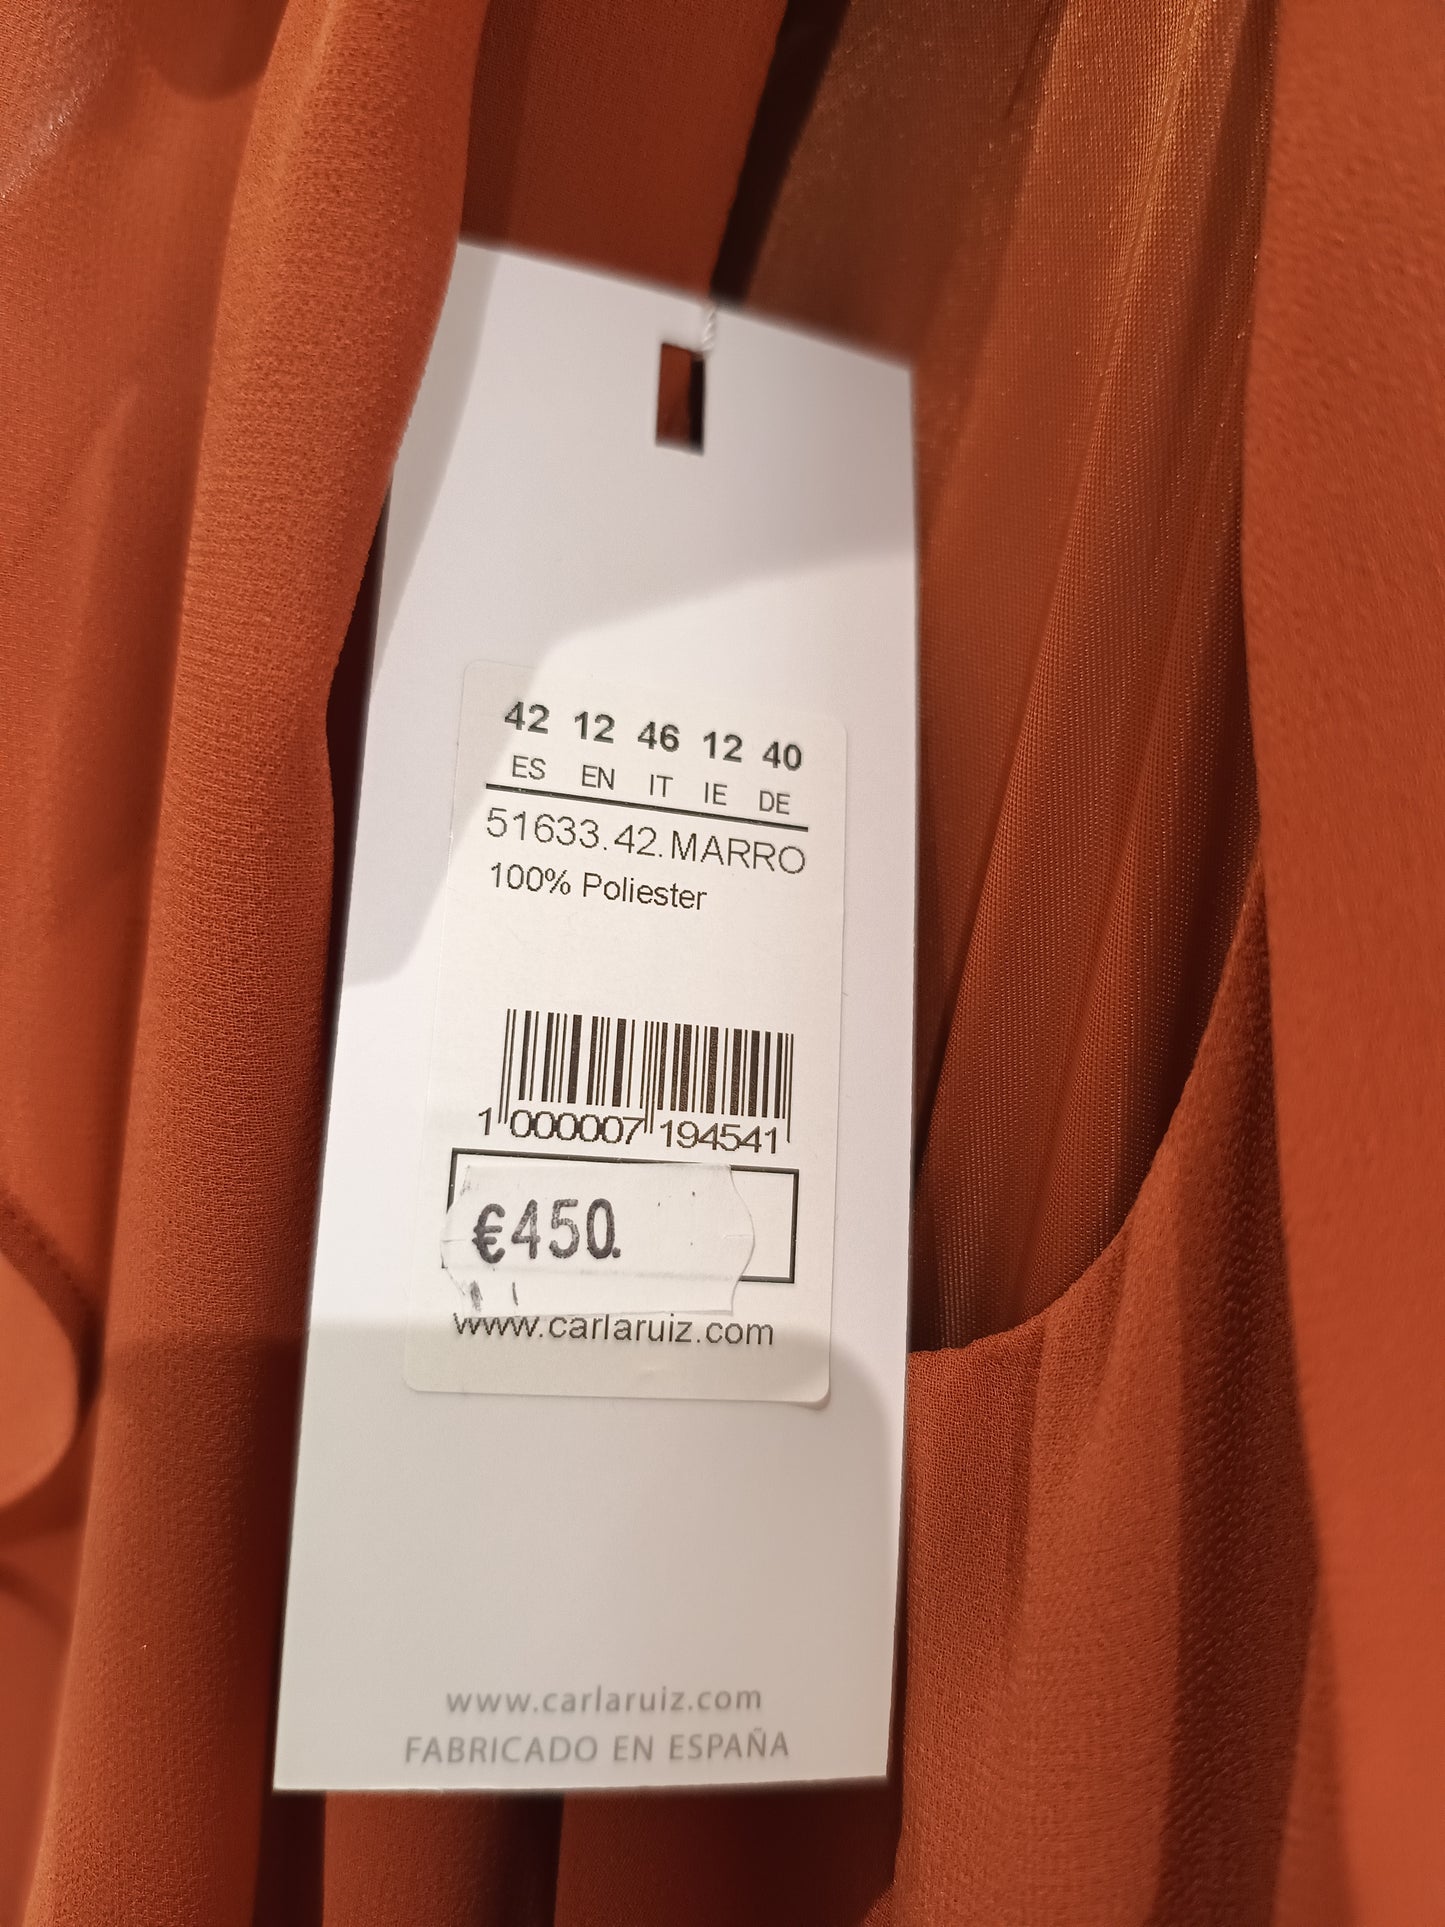 42 12 46 12 40
ES EN IT IE DE
51633.42.MARRO
100% Poliester
1 000007 194541
€450.
www.carlaruiz.com
www.carlaruiz.com
FABRICADO EN ESPAÑA